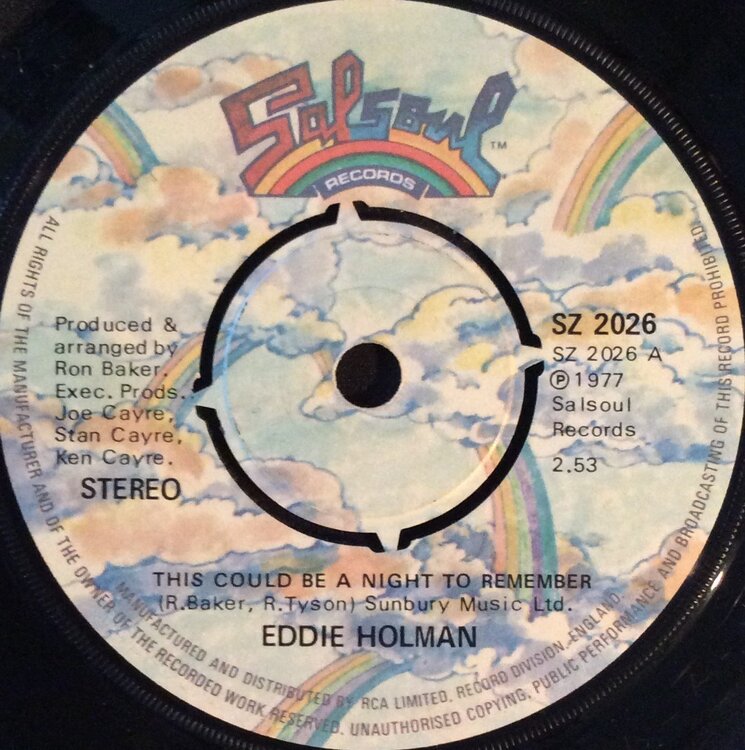 Salsoul TM
RECORDS
Produced &
arranged by
Ron Baker.
Exec. Prods.
Joe Cayre,
Stan Cayre,
Ken Cayre.
STEREO
SZ 2026
SZ 2026 A
Ⓟ1977
Salsoul
Records
2.53
THIS COULD BE A NIGHT TO REMEMBER
(R.Baker, R.Tyson) Sunbury Music Ltd.
EDDIE HOLMAN
MANUFACTURED AND DISTRIBUTED BY RCA LIMITED, RECORD DIVISION, ENGLAND.
ALL RIGHTS OF THE MANUFACTURER AND OF THE OWNER OF THE RECORDED WORK RESERVED. UNAUTHORISED COPYING, PUBLIC PERFORMANCE AND BROADCASTING OF THIS RECORD PROHIBITED.